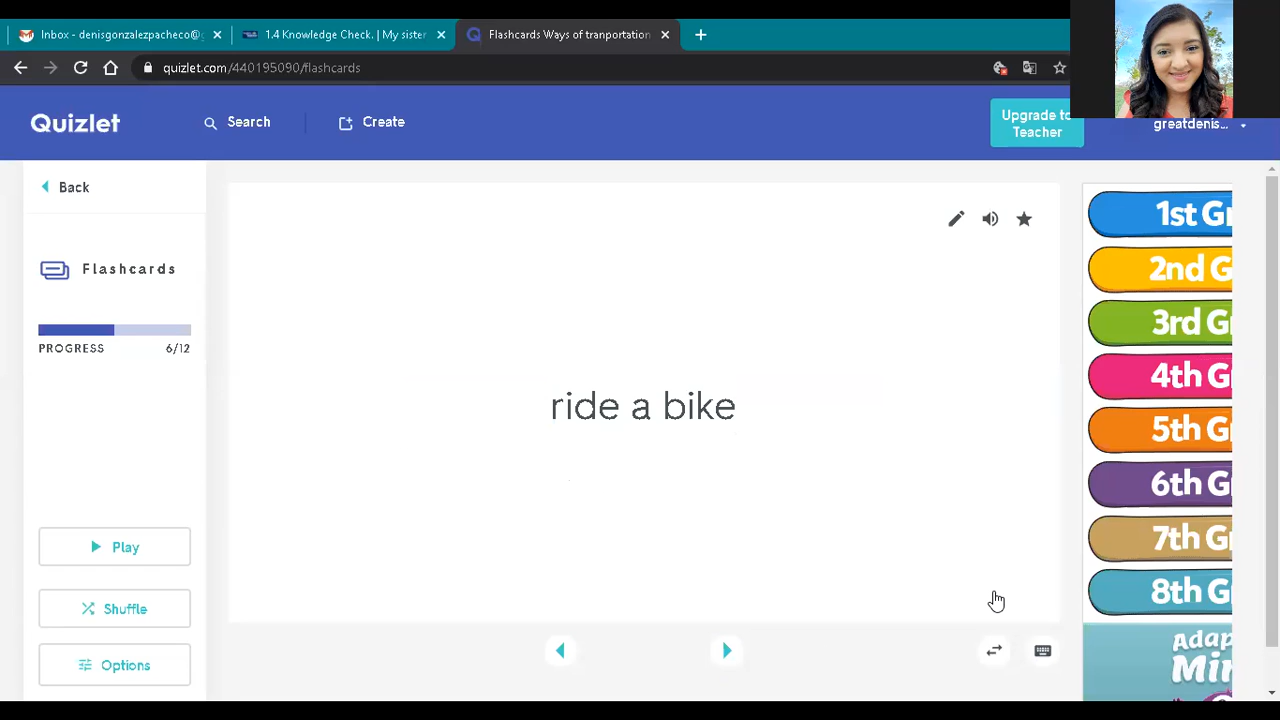 Inbox - denisgonzalezpacheco@g
1.4 Knowledge Check. | My sister
Flashcards Ways of tranportation
quizlet.com/440195090/flashcards
Quizlet
Search
Create
Upgrade to
Teacher
greatdenis...
Back
Flashcards
PROGRESS 6/12
Play
Shuffle
Options
ride a bike
1st Gr
2nd G
3rd Gr
4th Gr
5th Gr
6th Gr
7th Gr
8th Gr
Adap
Min